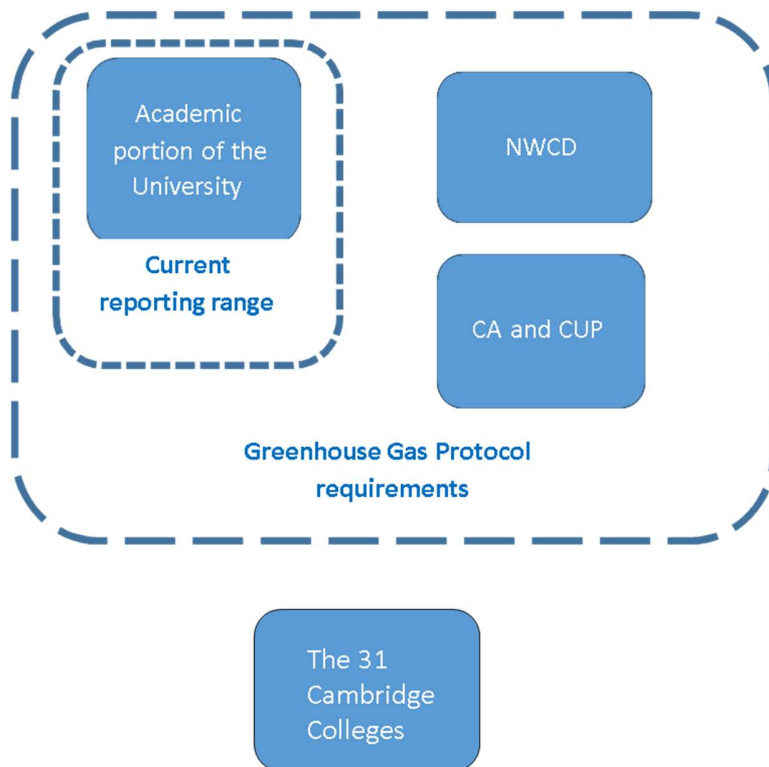 Academic
portion of the
University
Current
reporting range
NWCD
CA and CUP
Greenhouse Gas Protocol
requirements
The 31
Cambridge
Colleges